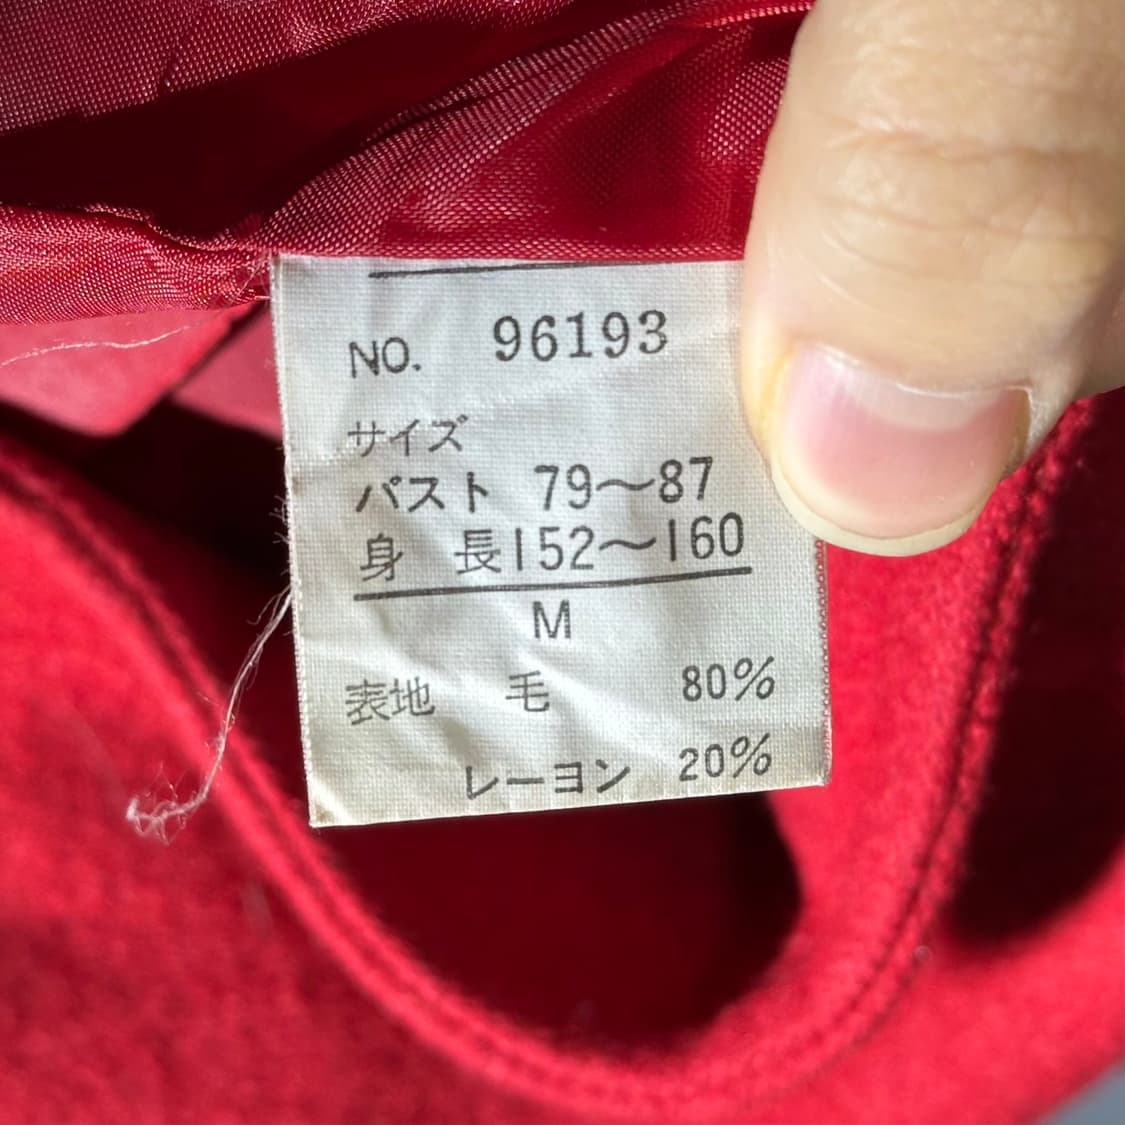 NO. 96193
サイズ
バスト 79～87
身 長152～160
M
表地 毛 80%
レーヨン 20%